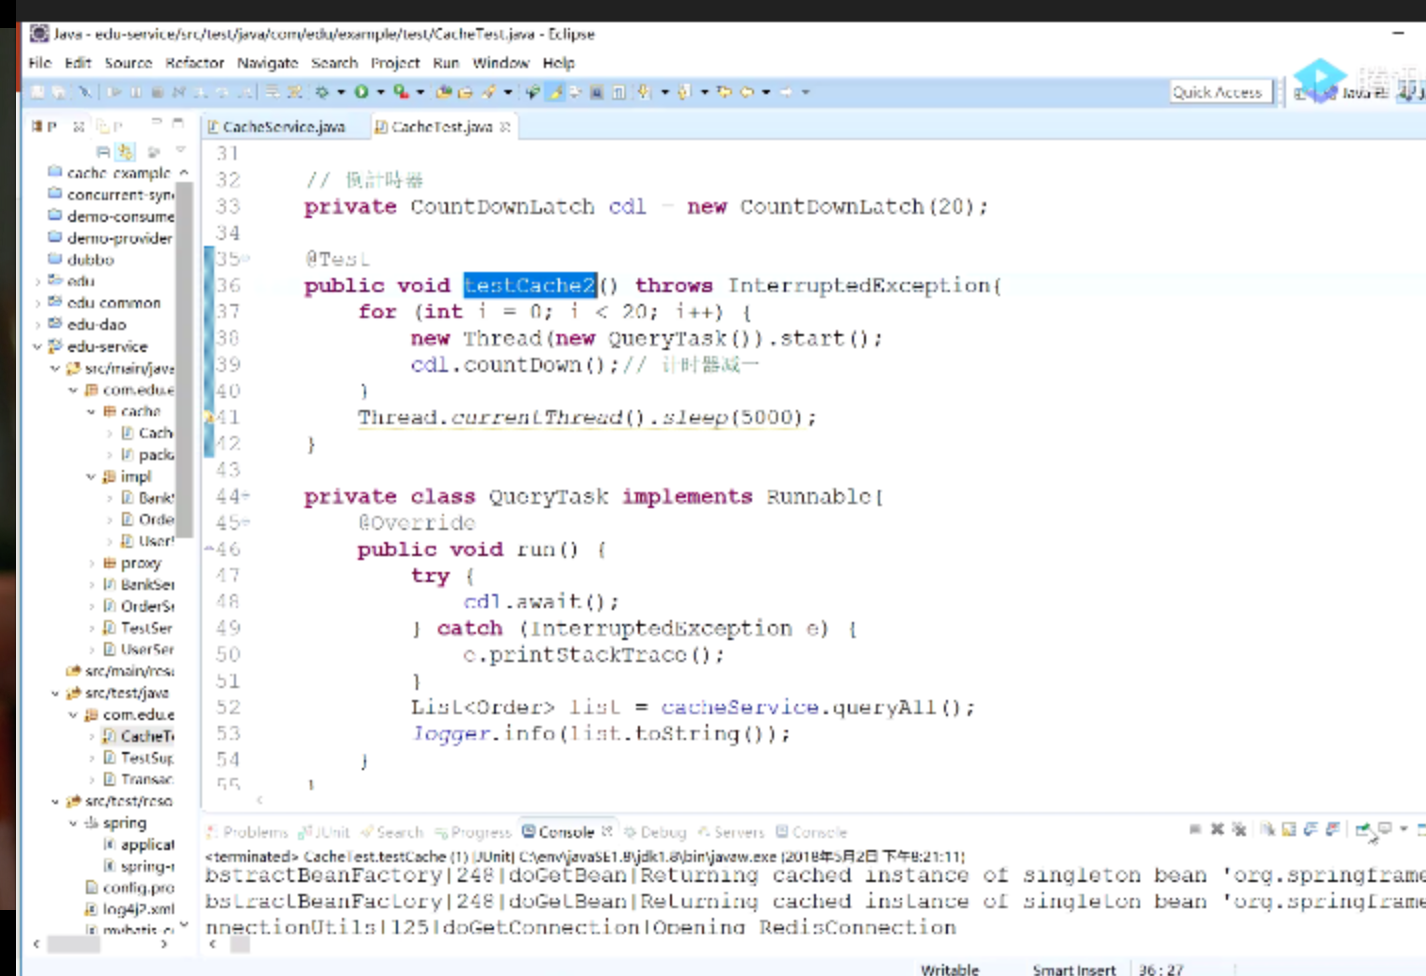 Java - edu-service/src/test/java/com/edu/example/test/CacheTest.java - Eclipse
File Edit Source Refactor Navigate Search Project Run Window Help
Quick Access
CacheService.java CacheTest.java
cache example
concurrent-syn
demo-consume
demo-provider
dubbo
edu
edu common
edu-dao
edu-service
src/main/java
com.edu.e
cache
Cach
pack
impl
Bank
Orde
User
proxy
BankSer
OrderS
TestSer
UserSer
src/main/res
src/test/java
com.edu.e
CacheT
TestSup
Transac
src/test/reso
spring
applicat
spring-
config.pro
log4j2.xml
31
32 // 倒計時器
33 private CountDownLatch cdl = new CountDownLatch(20);
34
35 @Test
36 public void testCache2() throws InterruptedException{
37 for (int i = 0; i < 20; i++) {
38 new Thread(new QueryTask()).start();
39 cdl.countDown();// 计时器减一
40 }
41 Thread.currentThread().sleep(5000);
42 }
43
44 private class QueryTask implements Runnable{
45 @Override
46 public void run() {
47 try {
48 cdl.await();
49 } catch (InterruptedException e) {
50 e.printStackTrace();
51 }
52 List<Order> list = cacheService.queryAll();
53 logger.info(list.toString());
54 }
55 }
Problems JUnit Search Progress Console Debug Servers Console
<terminated> CacheTest.testCache (1) [JUnit] C:\env\javaSE1.8\jdk1.8\bin\javaw.exe (2018年5月2日 下午8:21:11)
bstractBeanFactory|248|doGetBean|Returning cached instance of singleton bean 'org.springframe
bstractBeanFactory|248|doGetBean|Returning cached instance of singleton bean 'org.springframe
nnectionUtils|125|doGetConnection|Opening RedisConnection
Writable Smart Insert 36:27